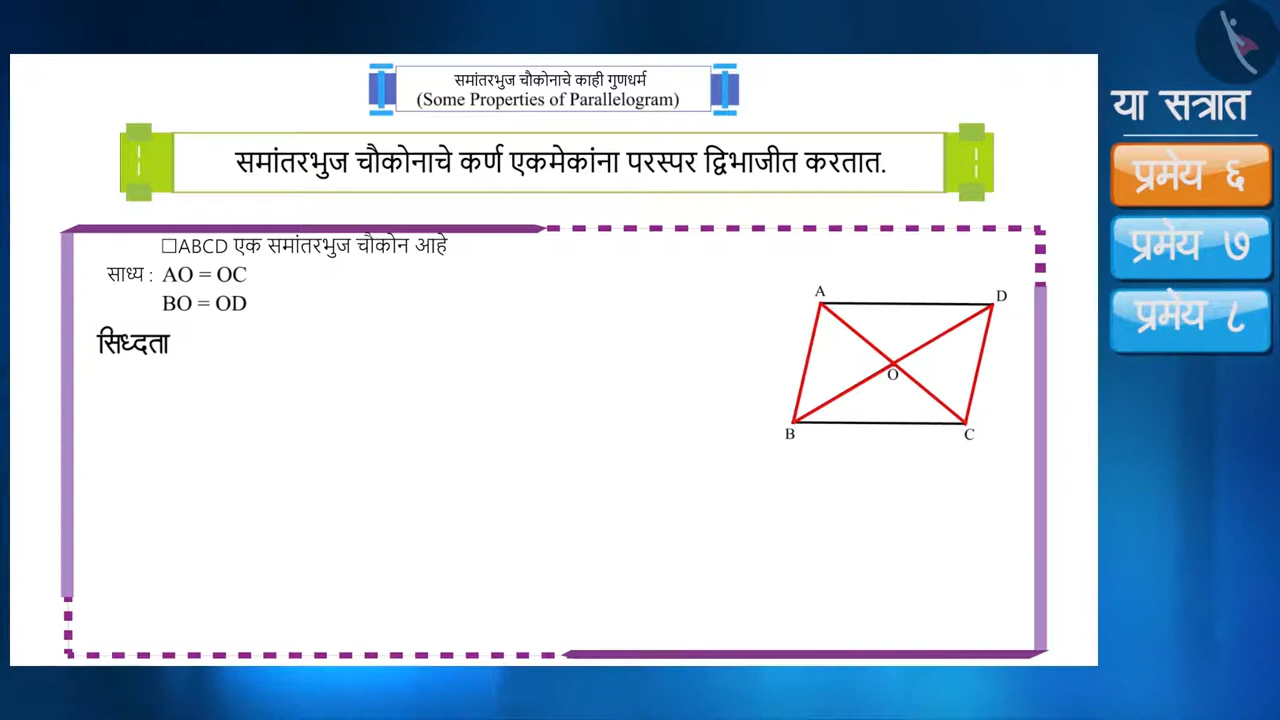 समांतरभुज चौकोनाचे काही गुणधर्म
(Some Properties of Parallelogram)
समांतरभुज चौकोनाचे कर्ण एकमेकांना परस्पर द्विभाजीत करतात.
□ABCD एक समांतरभुज चौकोन आहे
साध्य : AO = OC
BO = OD
सिध्दता
A
D
O
B
C
या सत्रात
प्रमेय ६
प्रमेय ७
प्रमेय ८